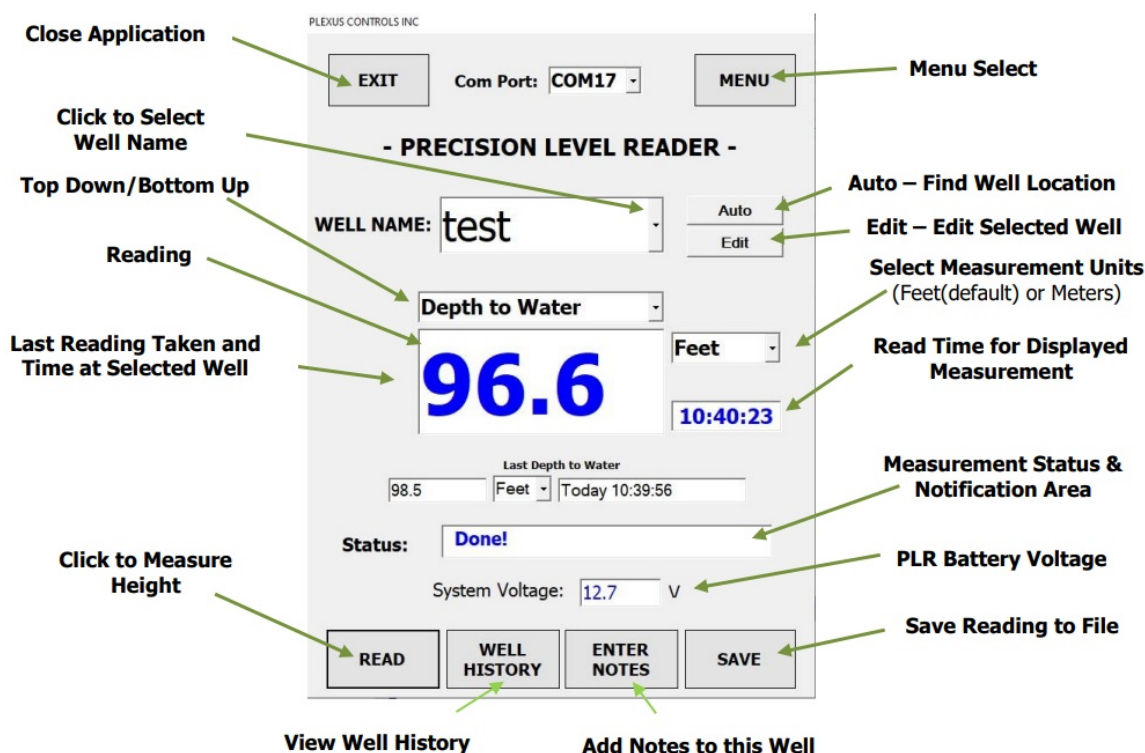 PLEXUS CONTROLS INC
Close Application
EXIT
Com Port: COM17
MENU
Menu Select
Click to Select
Well Name
- PRECISION LEVEL READER -
Top Down/Bottom Up
Auto – Find Well Location
WELL NAME: test
Auto
Edit
Edit – Edit Selected Well
Reading
Select Measurement Units
(Feet(default) or Meters)
Depth to Water
Last Reading Taken and
Time at Selected Well
96.6
Feet
Read Time for Displayed
Measurement
10:40:23
Last Depth to Water
98.5 Feet Today 10:39:56
Measurement Status &
Notification Area
Status: Done!
Click to Measure
Height
System Voltage: 12.7 V
PLR Battery Voltage
Save Reading to File
READ
WELL
HISTORY
ENTER
NOTES
SAVE
View Well History
Add Notes to this Well